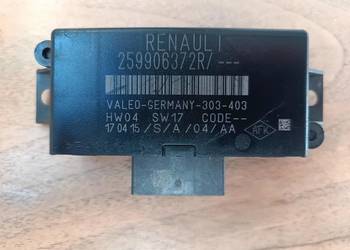 RENAULT
259906372R/---
VALEO-GERMANY-303-403
HW04 SW17 CODE--
170415/S/A/04/AA